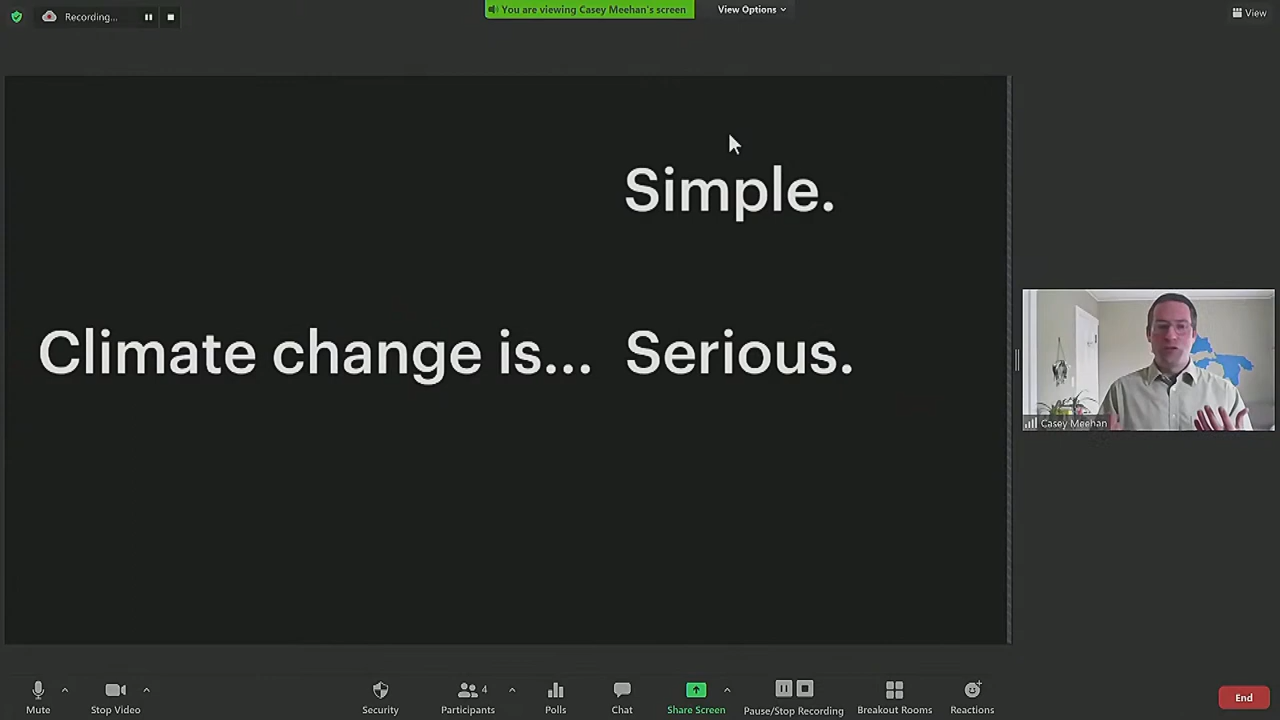 Recording...
You are viewing Casey Meehan's screen
View Options
View
Simple.
Climate change is... Serious.
Casey Meehan
Mute
Stop Video
Security
Participants
4
Polls
Chat
Share Screen
Pause/Stop Recording
Breakout Rooms
Reactions
End